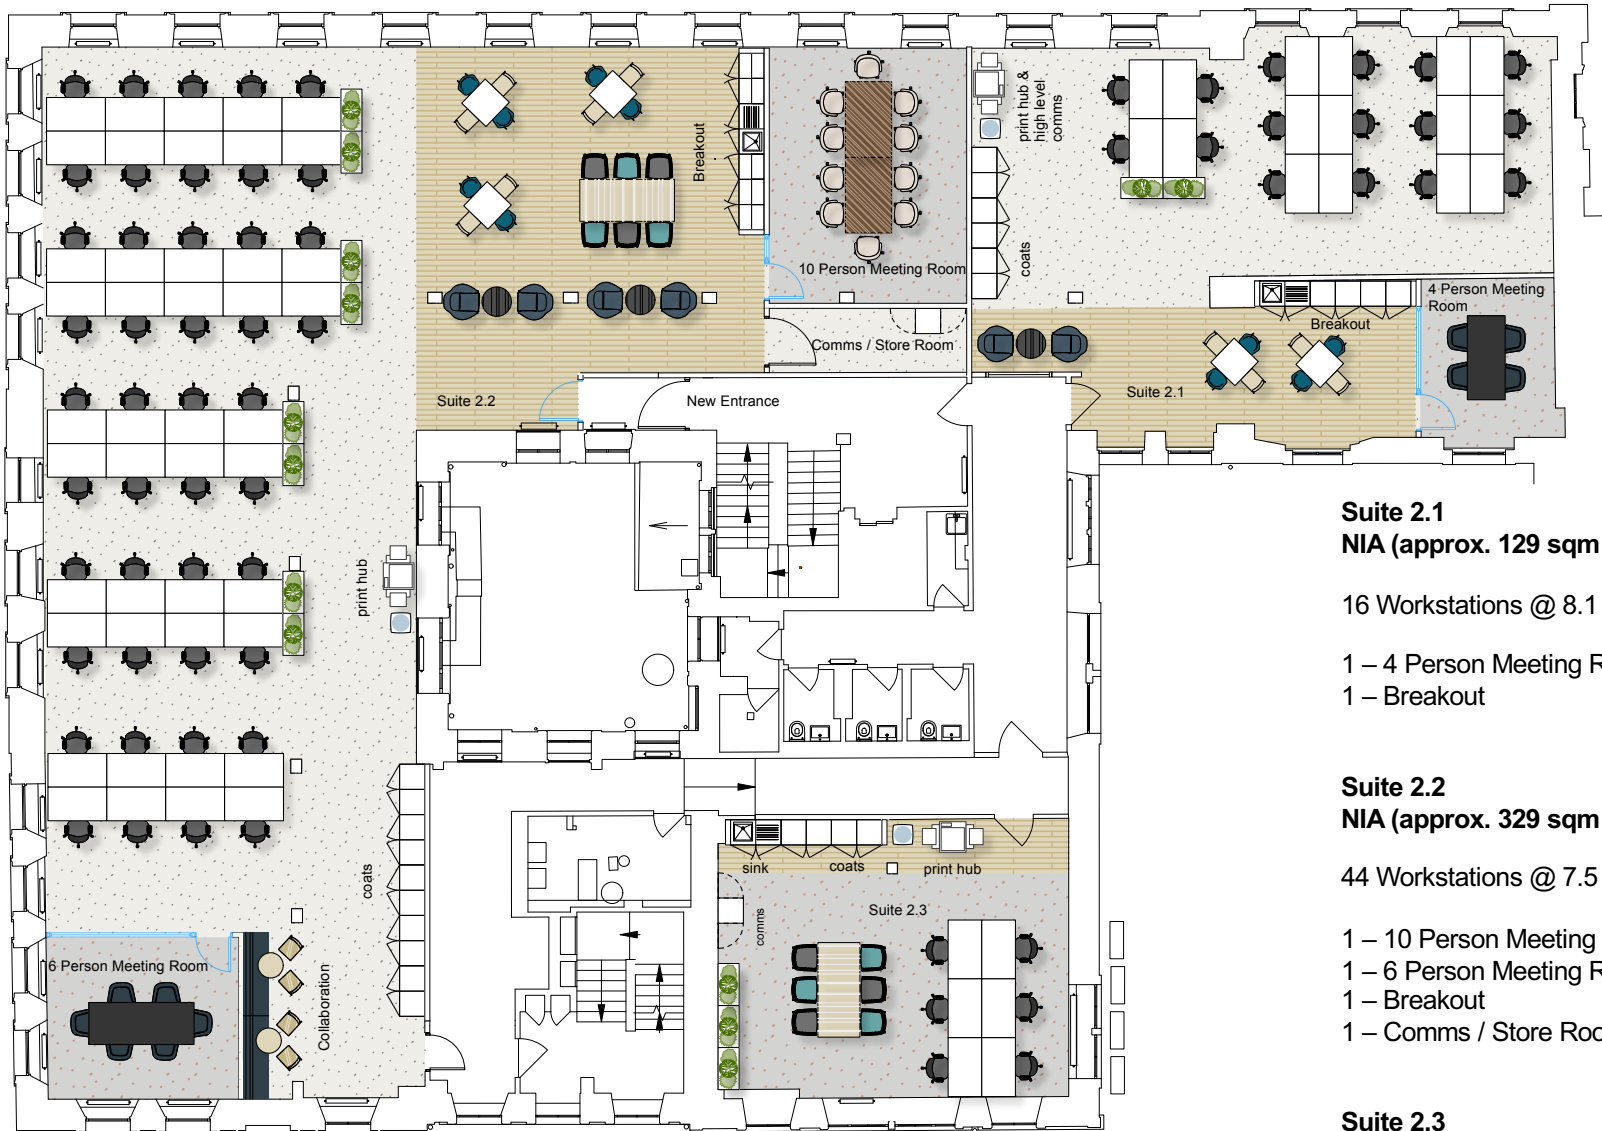 Breakout
10 Person Meeting Room
print hub &
high level
comms
coats
4 Person Meeting
Room
Breakout
Comms / Store Room
Suite 2.2
New Entrance
Suite 2.1
print hub
coats
sink
coats
print hub
comms
Suite 2.3
6 Person Meeting Room
Collaboration
Suite 2.1
NIA (approx. 129 sqm
16 Workstations @ 8.1
1 – 4 Person Meeting R
1 – Breakout
Suite 2.2
NIA (approx. 329 sqm
44 Workstations @ 7.5
1 – 10 Person Meeting
1 – 6 Person Meeting R
1 – Breakout
1 – Comms / Store Roo
Suite 2.3